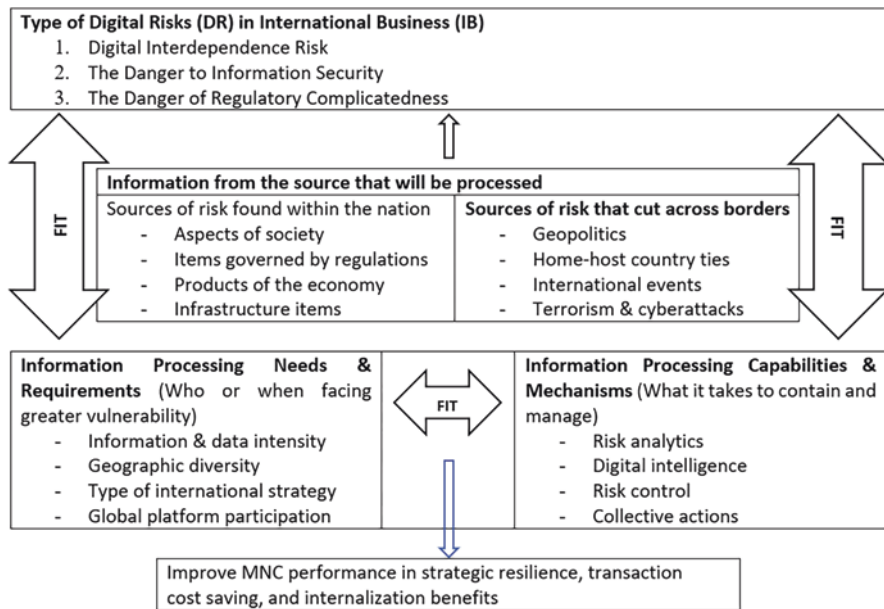 Type of Digital Risks (DR) in International Business (IB)
1. Digital Interdependence Risk
2. The Danger to Information Security
3. The Danger of Regulatory Complicatedness
FIT
FIT
Information from the source that will be processed
Sources of risk found within the nation
- Aspects of society
- Items governed by regulations
- Products of the economy
- Infrastructure items
Sources of risk that cut across borders
- Geopolitics
- Home-host country ties
- International events
- Terrorism & cyberattacks
Information Processing Needs &
Requirements (Who or when facing
greater vulnerability)
- Information & data intensity
- Geographic diversity
- Type of international strategy
- Global platform participation
FIT
Information Processing Capabilities &
Mechanisms (What it takes to contain and
manage)
- Risk analytics
- Digital intelligence
- Risk control
- Collective actions
Improve MNC performance in strategic resilience, transaction
cost saving, and internalization benefits